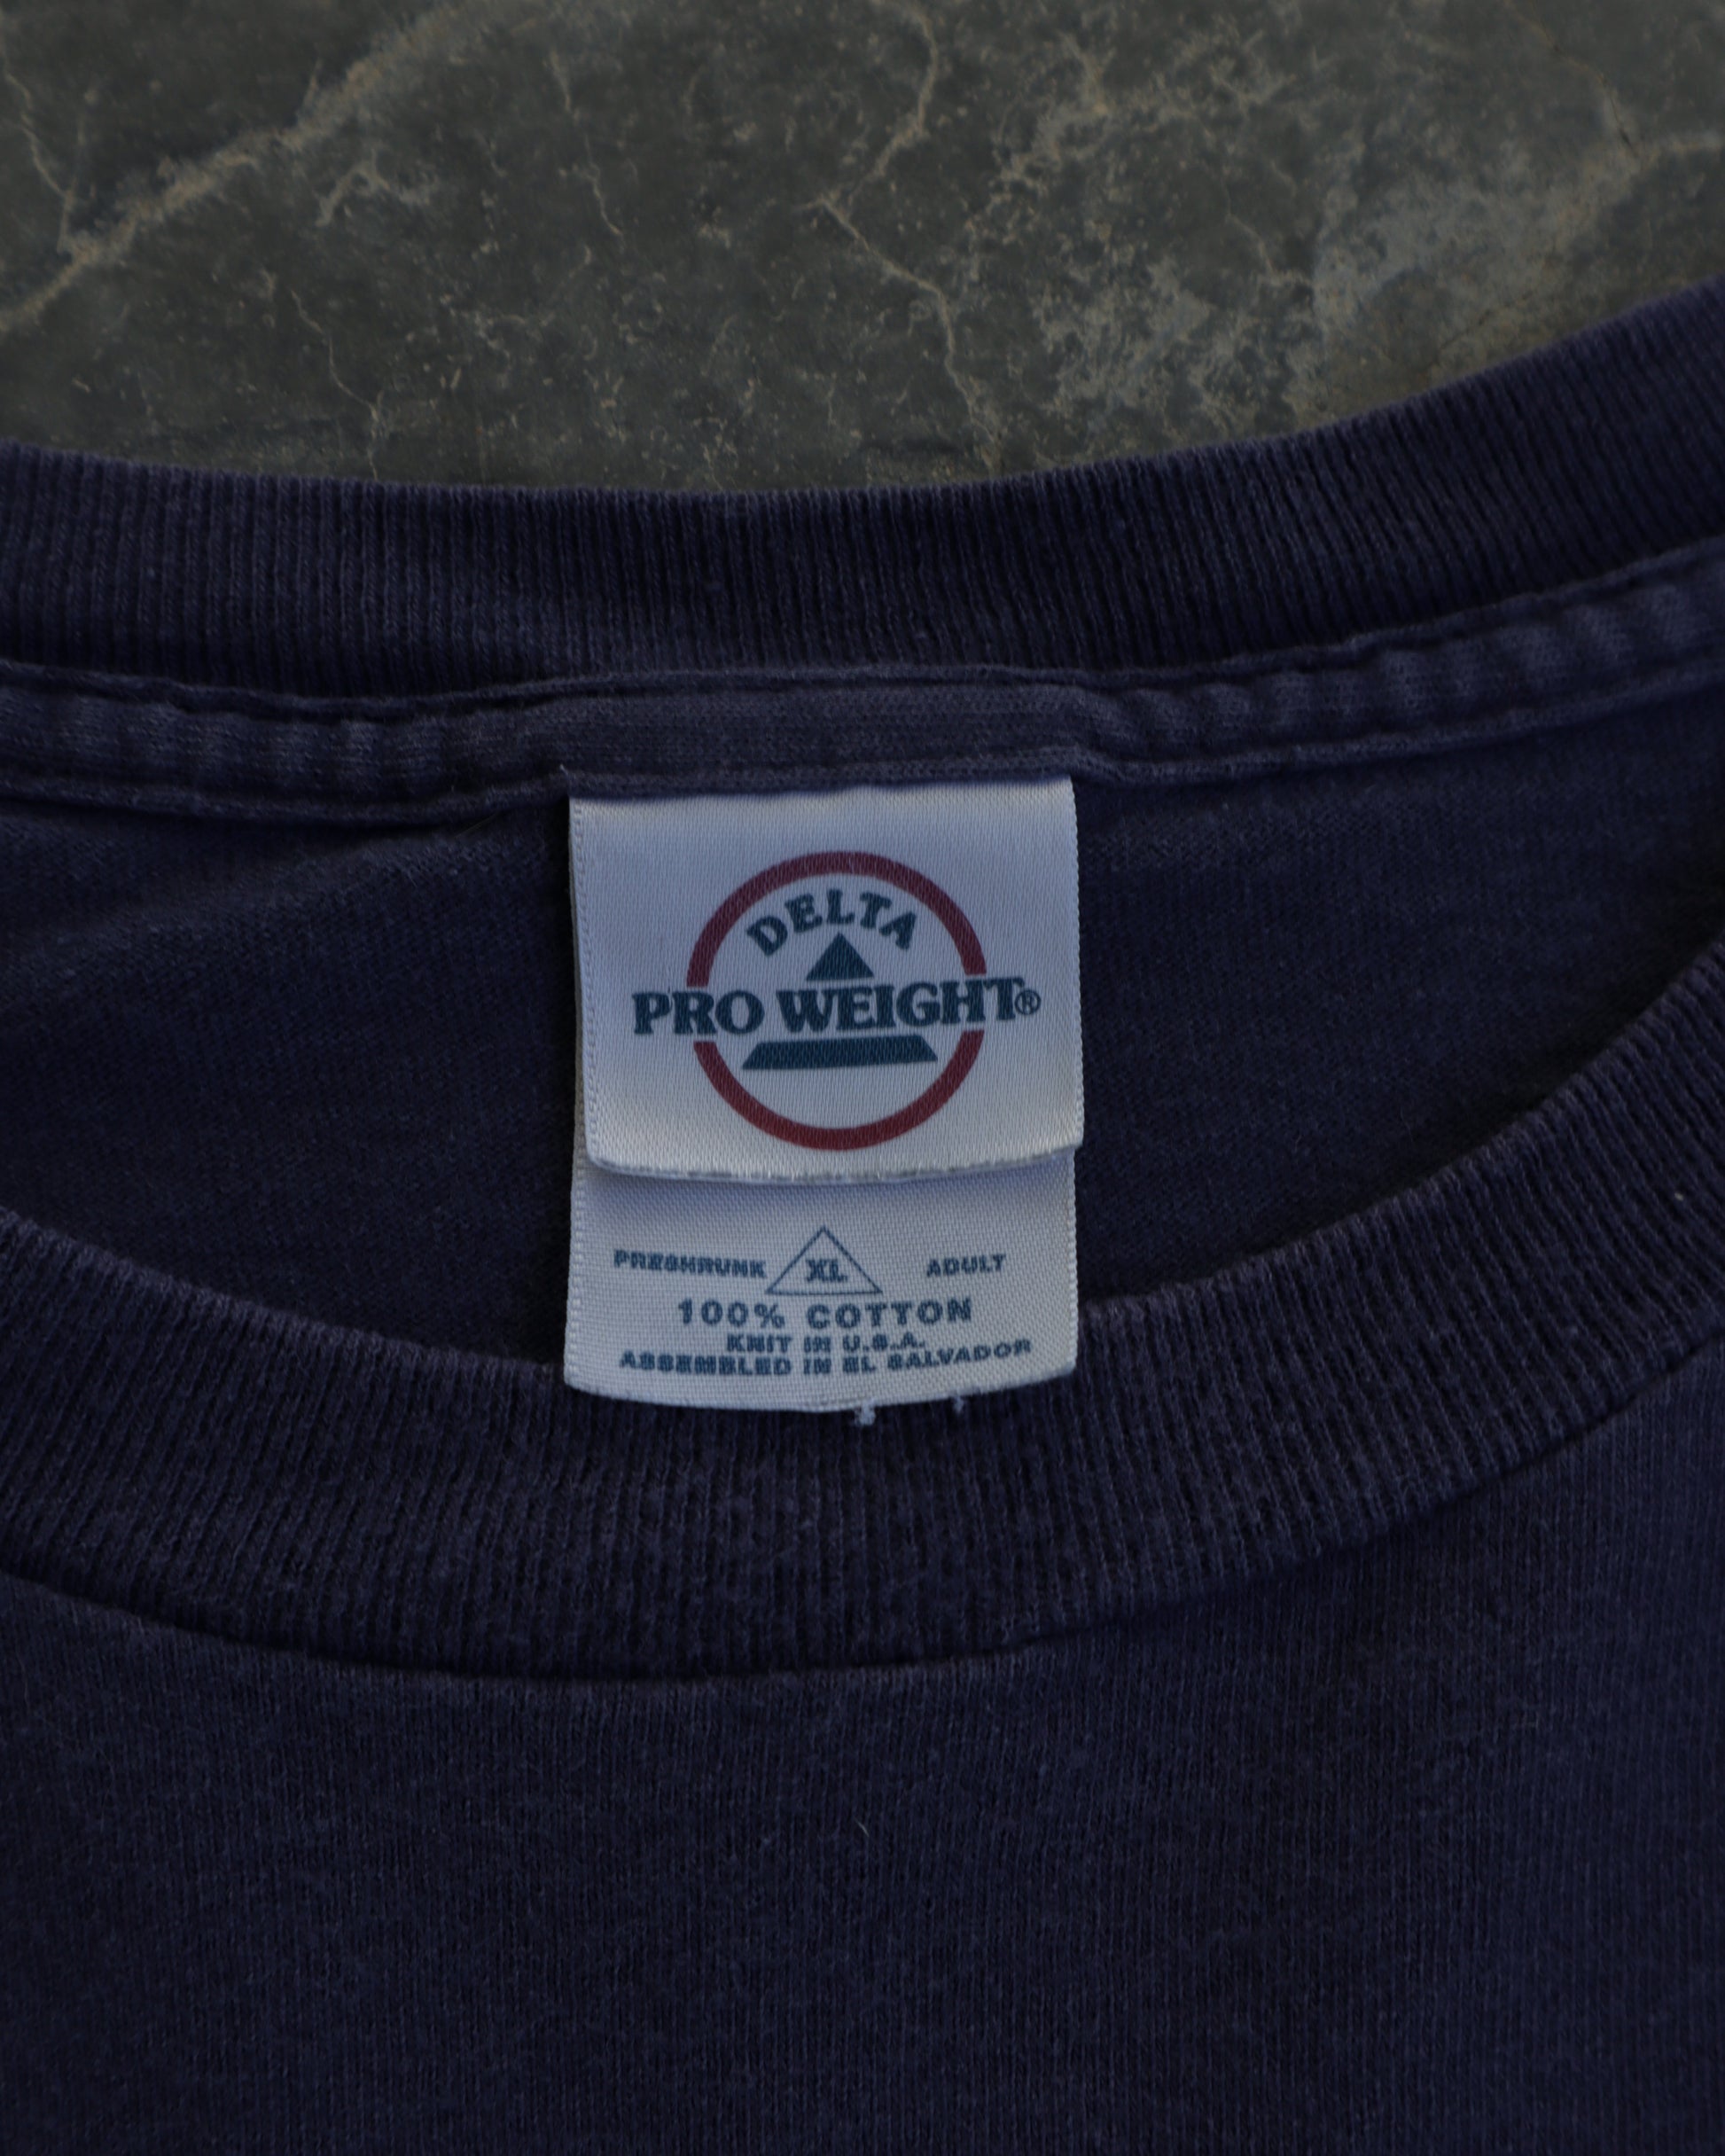 DELTA
PRO WEIGHT®
PRESHRUNK XL ADULT
100% COTTON
KNIT IN U.S.A.
ASSEMBLED IN EL SALVADOR